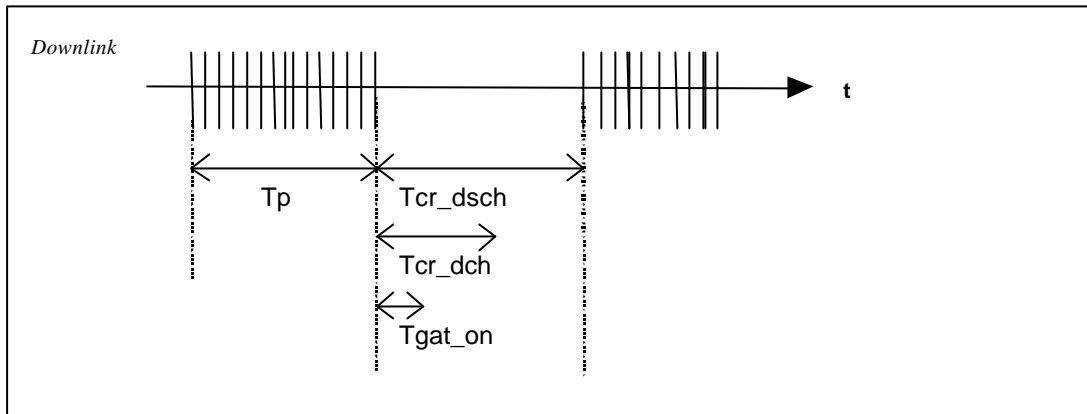 Downlink
t
Tp
Tcr_dsch
Tcr_dch
Tgat_on